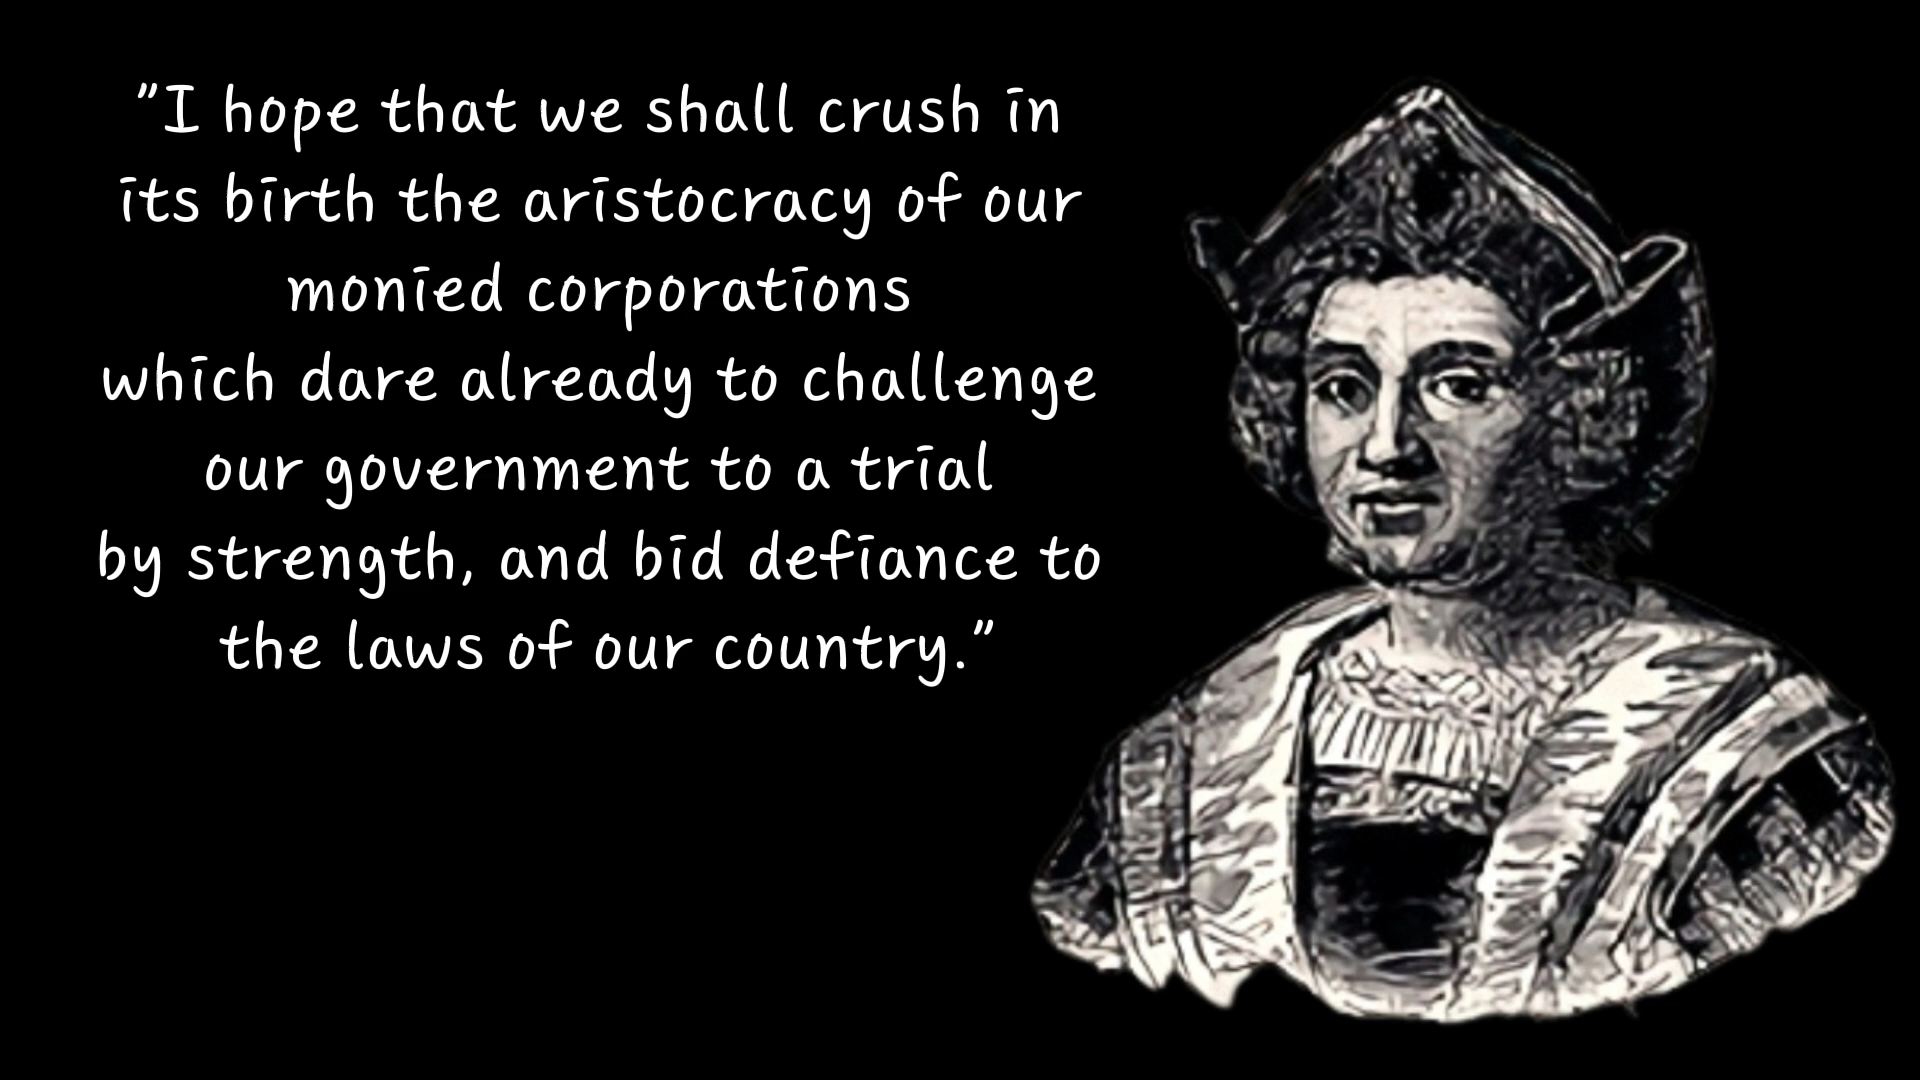 "I hope that we shall crush in
its birth the aristocracy of our
monied corporations
which dare already to challenge
our government to a trial
by strength, and bid defiance to
the laws of our country."